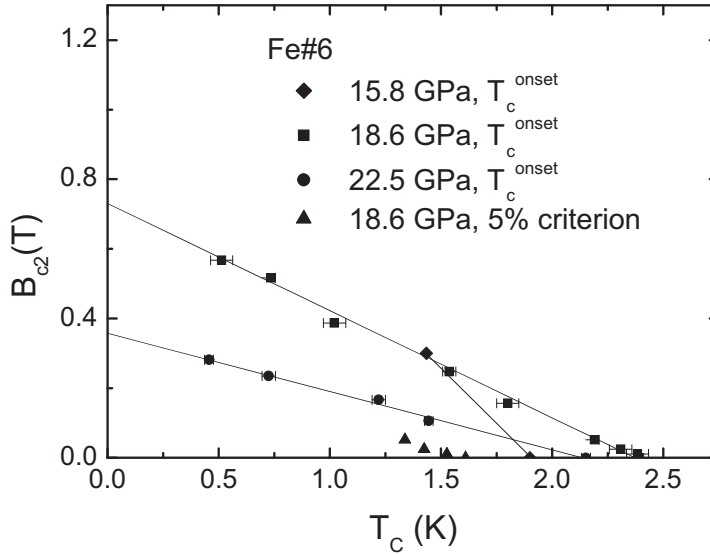 Fe#6
15.8 GPa, T_c^onset
18.6 GPa, T_c^onset
22.5 GPa, T_c^onset
18.6 GPa, 5% criterion
B_c2(T)
1.2
0.8
0.4
0.0
0.0 0.5 1.0 1.5 2.0 2.5
T_C (K)